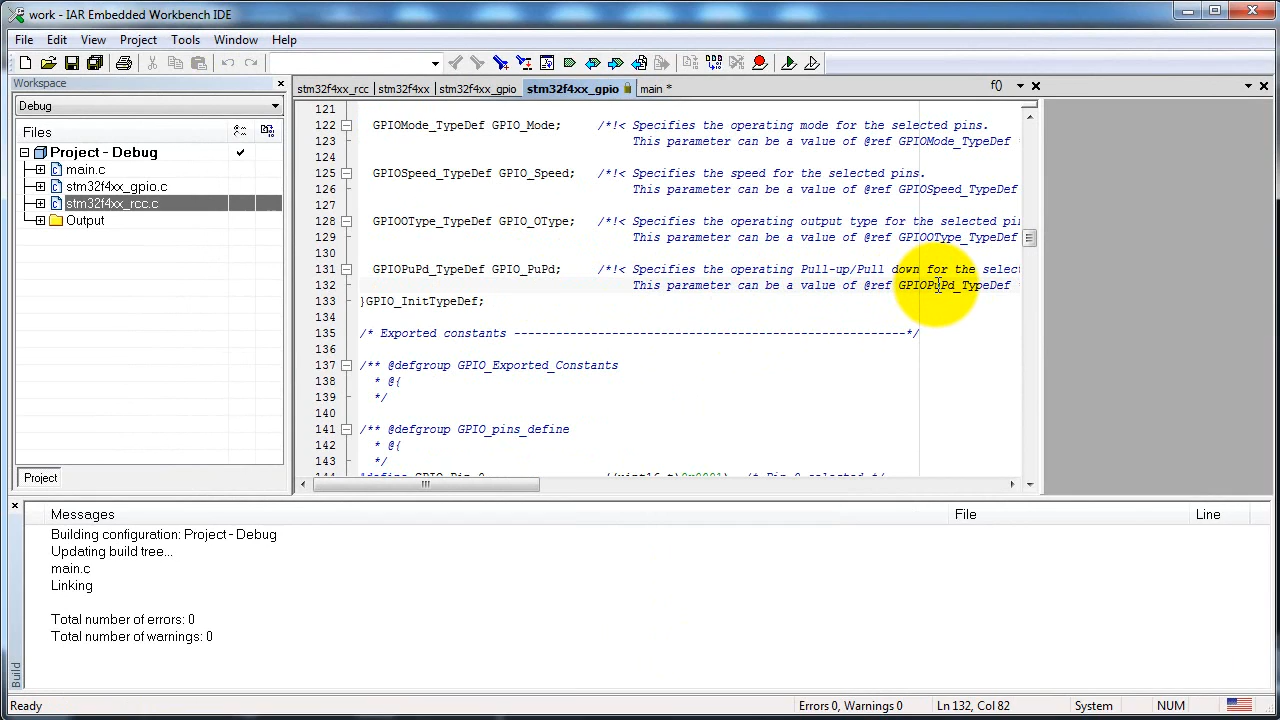 work - IAR Embedded Workbench IDE
File Edit View Project Tools Window Help
Workspace
stm32f4xx_rcc stm32f4xx stm32f4xx_gpio stm32f4xx_gpio main * f()
Debug
Files
Project - Debug
main.c
stm32f4xx_gpio.c
stm32f4xx_rcc.c
Output
Project
121
122 GPIOMode_TypeDef GPIO_Mode; /*!< Specifies the operating mode for the selected pins.
123 This parameter can be a value of @ref GPIOMode_TypeDef
124
125 GPIOSpeed_TypeDef GPIO_Speed; /*!< Specifies the speed for the selected pins.
126 This parameter can be a value of @ref GPIOSpeed_TypeDef
127
128 GPIOOType_TypeDef GPIO_OType; /*!< Specifies the operating output type for the selected pi
129 This parameter can be a value of @ref GPIOOType_TypeDef
130
131 GPIOPuPd_TypeDef GPIO_PuPd; /*!< Specifies the operating Pull-up/Pull down for the selec
132 This parameter can be a value of @ref GPIOPuPd_TypeDef
133 }GPIO_InitTypeDef;
134
135 /* Exported constants --------------------------------------------------------*/
136
137 /** @defgroup GPIO_Exported_Constants
138 * @{
139 */
140
141 /** @defgroup GPIO_pins_define
142 * @{
143 */
Messages File Line
Building configuration: Project - Debug
Updating build tree...
main.c
Linking
Total number of errors: 0
Total number of warnings: 0
Build
Ready Errors 0, Warnings 0 Ln 132, Col 82 System NUM